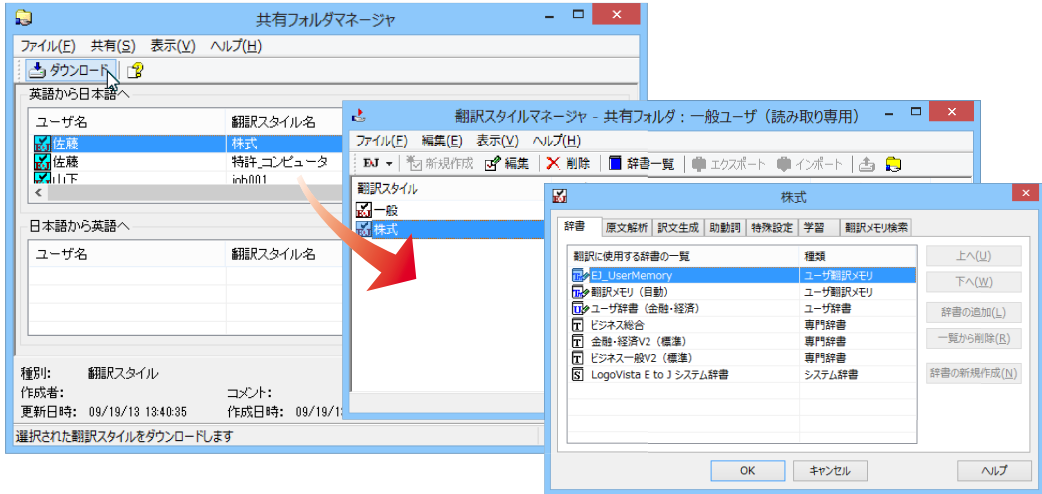 共有フォルダマネージャ
ファイル(F) 共有(S) 表示(V) ヘルプ(H)
ダウンロード
英語から日本語へ
ユーザ名 翻訳スタイル名
佐藤 株式
佐藤 特許_コンピュータ
山下 job001
日本語から英語へ
ユーザ名 翻訳スタイル名
種別: 翻訳スタイル
作成者: コメント:
更新日時: 09/19/13 13:40:35 作成日時: 09/19/1
選択された翻訳スタイルをダウンロードします
翻訳スタイルマネージャ - 共有フォルダ : 一般ユーザ (読み取り専用)
ファイル(F) 編集(E) 表示(V) ヘルプ(H)
EJ 新規作成 編集 削除 辞書一覧 エクスポート インポート
翻訳スタイル
一般
株式
株式
辞書 原文解析 訳文生成 助動詞 特殊設定 学習 翻訳メモリ検索
翻訳に使用する辞書の一覧 種類
EJ_UserMemory ユーザ翻訳メモリ
翻訳メモリ (自動) ユーザ翻訳メモリ
ユーザ辞書 (金融・経済) ユーザ辞書
ビジネス総合 専門辞書
金融・経済V2 (標準) 専門辞書
ビジネス一般V2 (標準) 専門辞書
LogoVista E to J システム辞書 システム辞書
上へ(U)
下へ(W)
辞書の追加(L)
一覧から削除(R)
辞書の新規作成(N)
OK キャンセル ヘルプ